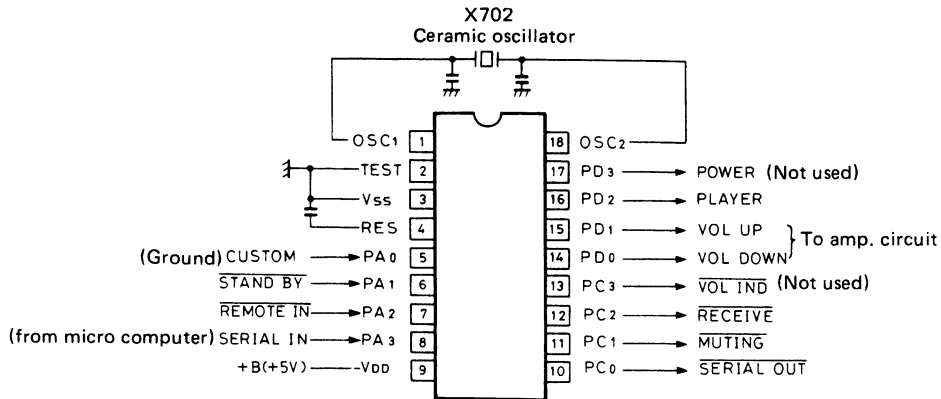 X702
Ceramic oscillator
OSC1 1 18 OSC2
TEST 2 17 PD3 POWER (Not used)
Vss 3 16 PD2 PLAYER
RES 4 15 PD1 VOL UP
To amp. circuit
(Ground) CUSTOM PA0 5 14 PD0 VOL DOWN
STAND BY PA1 6 13 PC3 VOL IND (Not used)
REMOTE IN PA2 7 12 PC2 RECEIVE
(from micro computer) SERIAL IN PA3 8 11 PC1 MUTING
+B(+5V) -VDD 9 10 PC0 SERIAL OUT